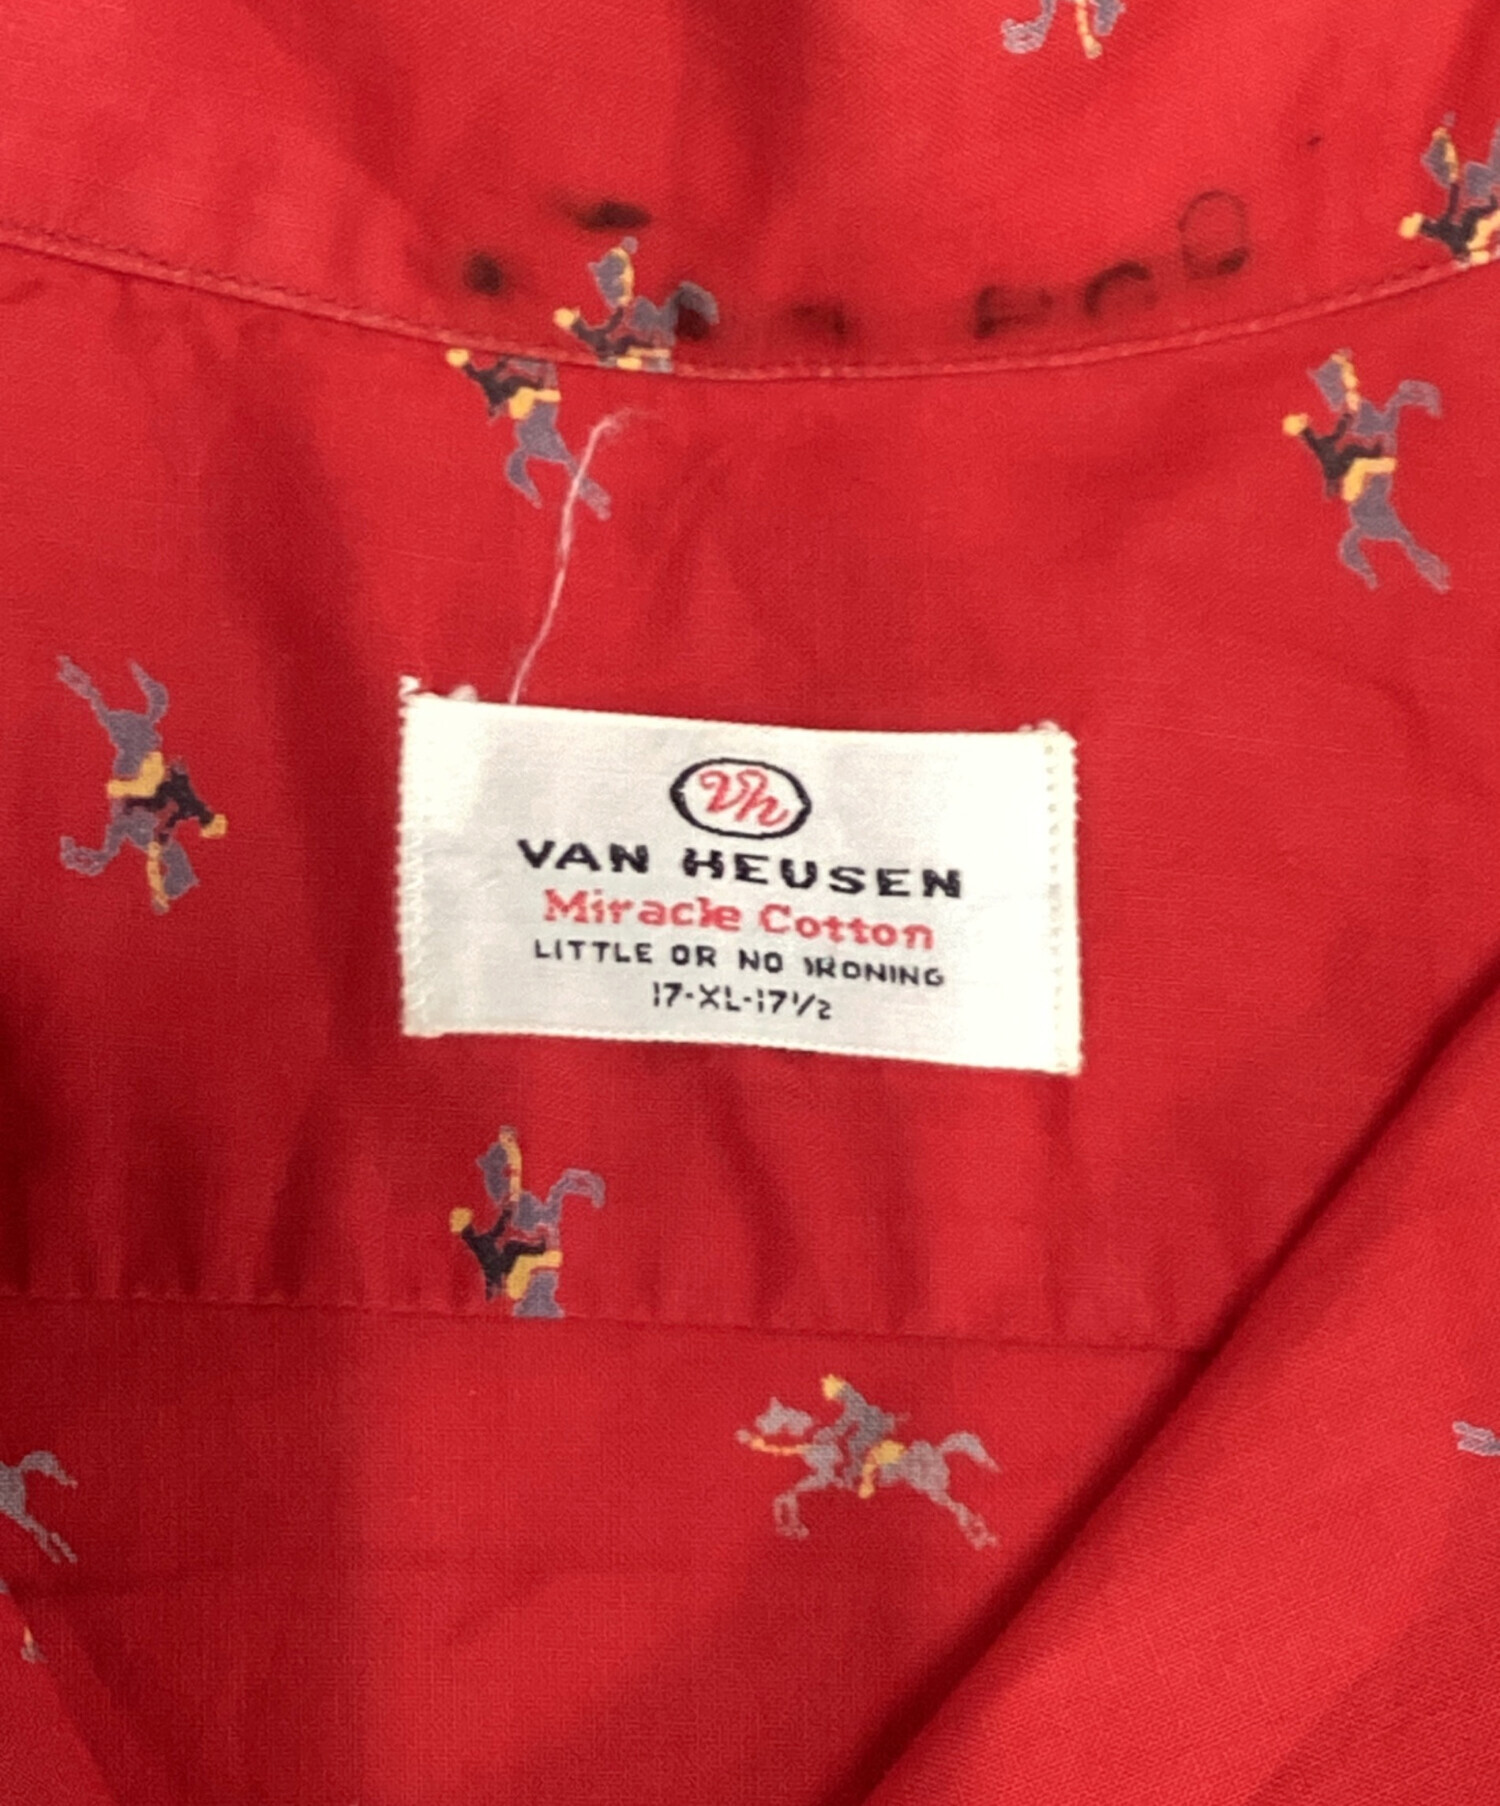 Vh
VAN HEUSEN
Miracle Cotton
LITTLE OR NO IRONING
17-XL-17½